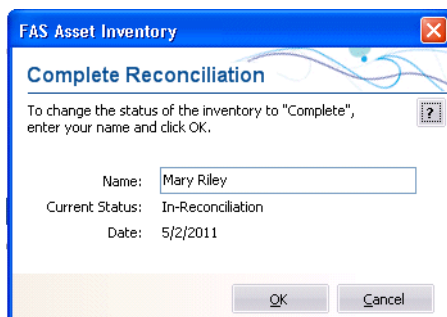 FAS Asset Inventory
Complete Reconciliation
To change the status of the inventory to "Complete",
enter your name and click OK.
?
Name: Mary Riley
Current Status: In-Reconciliation
Date: 5/2/2011
OK Cancel